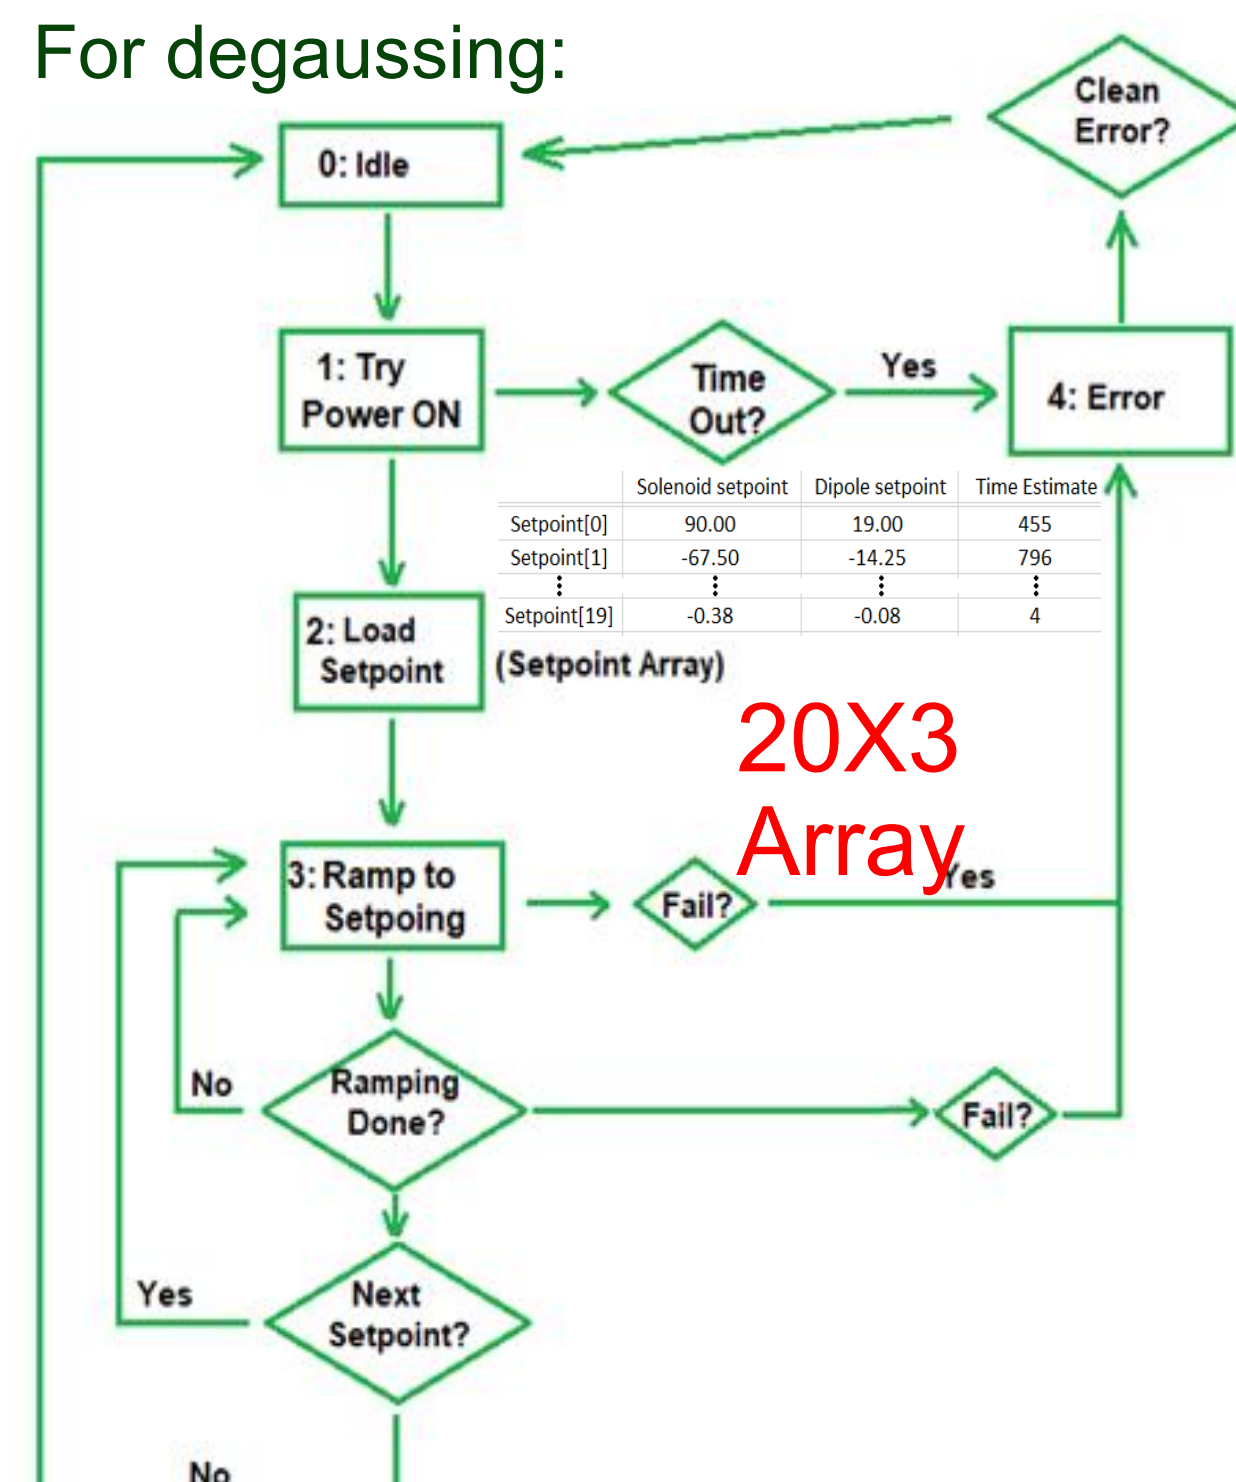 For degaussing:
Clean
Error?
0: Idle
1: Try
Power ON
Time
Out?
Yes
4: Error
Solenoid setpoint Dipole setpoint Time Estimate
Setpoint[0] 90.00 19.00 455
Setpoint[1] -67.50 -14.25 796
Setpoint[19] -0.38 -0.08 4
2: Load
Setpoint
(Setpoint Array)
20X3
Array
3: Ramp to
Setpoing
Fail?
Yes
Ramping
Done?
No
Fail?
Next
Setpoint?
Yes
No